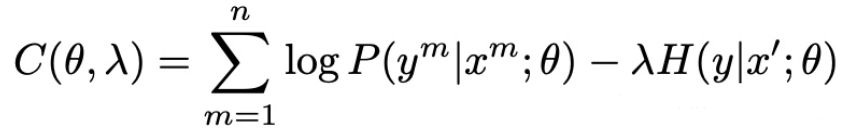 C(θ, λ) = ∑_{m=1}^{n} log P(y^m|x^m; θ) − λH(y|x′; θ)